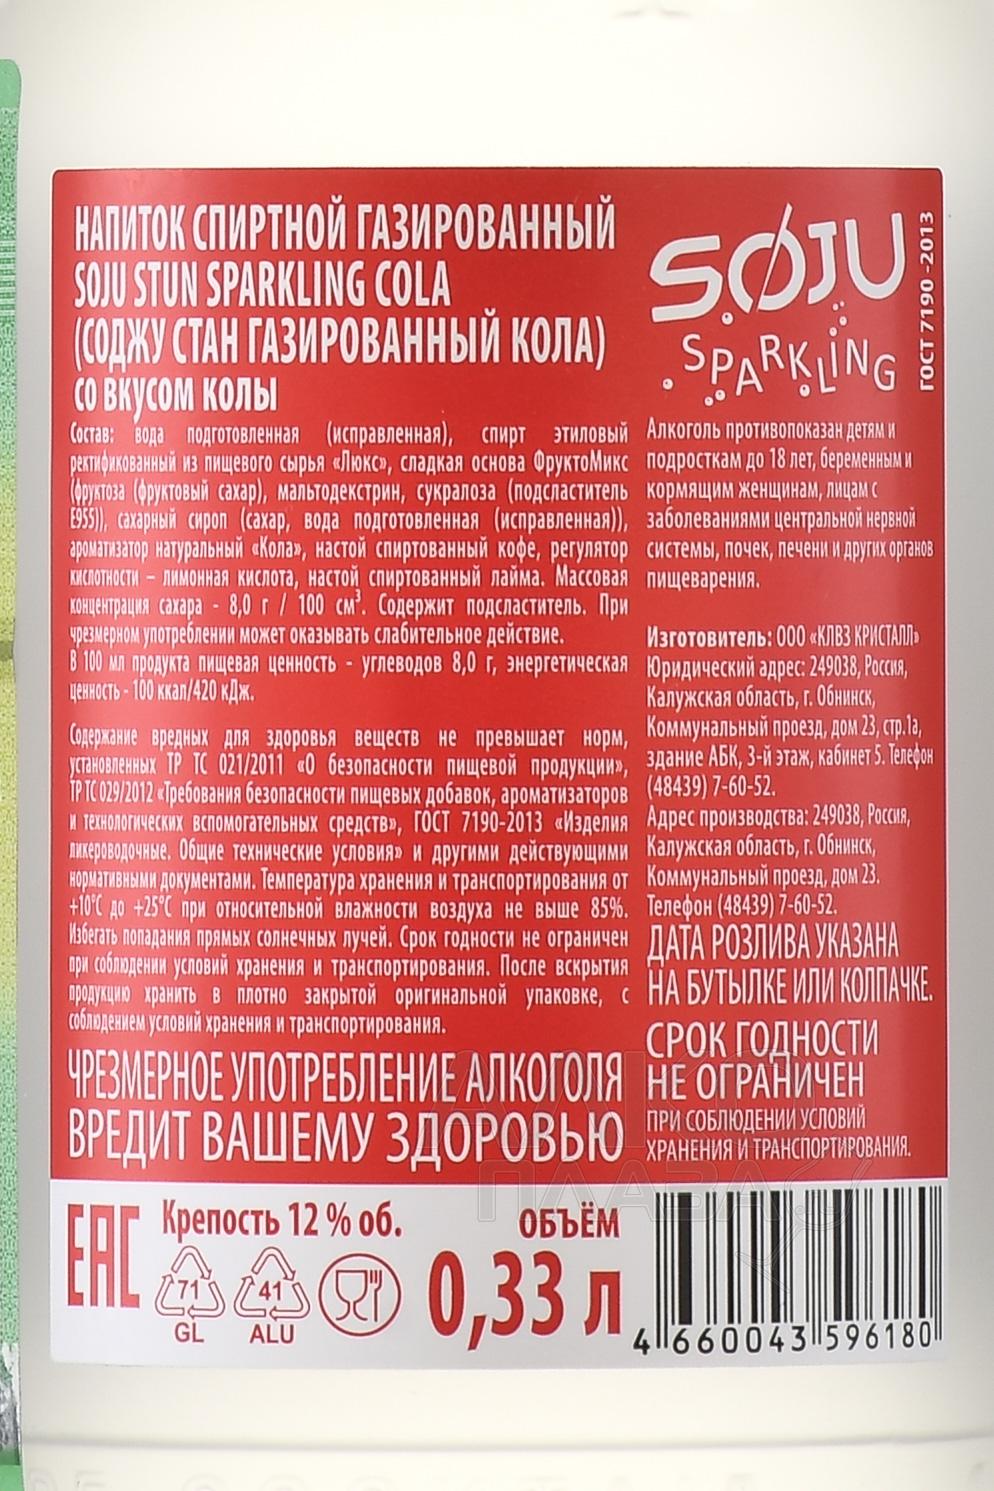 НАПИТОК СПИРТНОЙ ГАЗИРОВАННЫЙ
SOJU STUN SPARKLING COLA
(СОДЖУ СТАН ГАЗИРОВАННЫЙ КОЛА)
СО ВКУСОМ КОЛЫ
Состав: вода подготовленная (исправленная), спирт этиловый
ректификованный из пищевого сырья «Люкс», сладкая основа ФруктоМикс
(фруктоза (фруктовый сахар), мальтодекстрин, сукралоза (подсластитель
Е955)), сахарный сироп (сахар, вода подготовленная (исправленная)),
ароматизатор натуральный «Кола», настой спиртованный кофе, регулятор
кислотности – лимонная кислота, настой спиртованный лайма. Массовая
концентрация сахара - 8,0 г / 100 см³. Содержит подсластитель. При
чрезмерном употреблении может оказывать слабительное действие.
В 100 мл продукта пищевая ценность - углеводов 8,0 г, энергетическая
ценность - 100 ккал/420 кДж.
Содержание вредных для здоровья веществ не превышает норм,
установленных ТР ТС 021/2011 «О безопасности пищевой продукции»,
ТР ТС 029/2012 «Требования безопасности пищевых добавок, ароматизаторов
и технологических вспомогательных средств», ГОСТ 7190-2013 «Изделия
ликероводочные. Общие технические условия» и другими действующими
нормативными документами. Температура хранения и транспортирования от
+10°С до +25°С при относительной влажности воздуха не выше 85%.
Избегать попадания прямых солнечных лучей. Срок годности не ограничен
при соблюдении условий хранения и транспортирования. После вскрытия
продукцию хранить в плотно закрытой оригинальной упаковке, с
соблюдением условий хранения и транспортирования.
ЧРЕЗМЕРНОЕ УПОТРЕБЛЕНИЕ АЛКОГОЛЯ
ВРЕДИТ ВАШЕМУ ЗДОРОВЬЮ
SOJU
SPARKLING
ГОСТ 7190 -2013
Алкоголь противопоказан детям и
подросткам до 18 лет, беременным и
кормящим женщинам, лицам с
заболеваниями центральной нервной
системы, почек, печени и других органов
пищеварения.
Изготовитель: ООО «КЛВЗ КРИСТАЛЛ»
Юридический адрес: 249038, Россия,
Калужская область, г. Обнинск,
Коммунальный проезд, дом 23, стр.1а,
здание АБК, 3-й этаж, кабинет 5. Телефон
(48439) 7-60-52.
Адрес производства: 249038, Россия,
Калужская область, г. Обнинск,
Коммунальный проезд, дом 23.
Телефон (48439) 7-60-52.
ДАТА РОЗЛИВА УКАЗАНА
НА БУТЫЛКЕ ИЛИ КОЛПАЧКЕ.
СРОК ГОДНОСТИ
НЕ ОГРАНИЧЕН
ПРИ СОБЛЮДЕНИИ УСЛОВИЙ
ХРАНЕНИЯ И ТРАНСПОРТИРОВАНИЯ.
АЛКО
ПЛАЗА
EAC
Крепость 12 % об.
71
GL
41
ALU
ОБЪЁМ
0,33 л
4 660043 596180